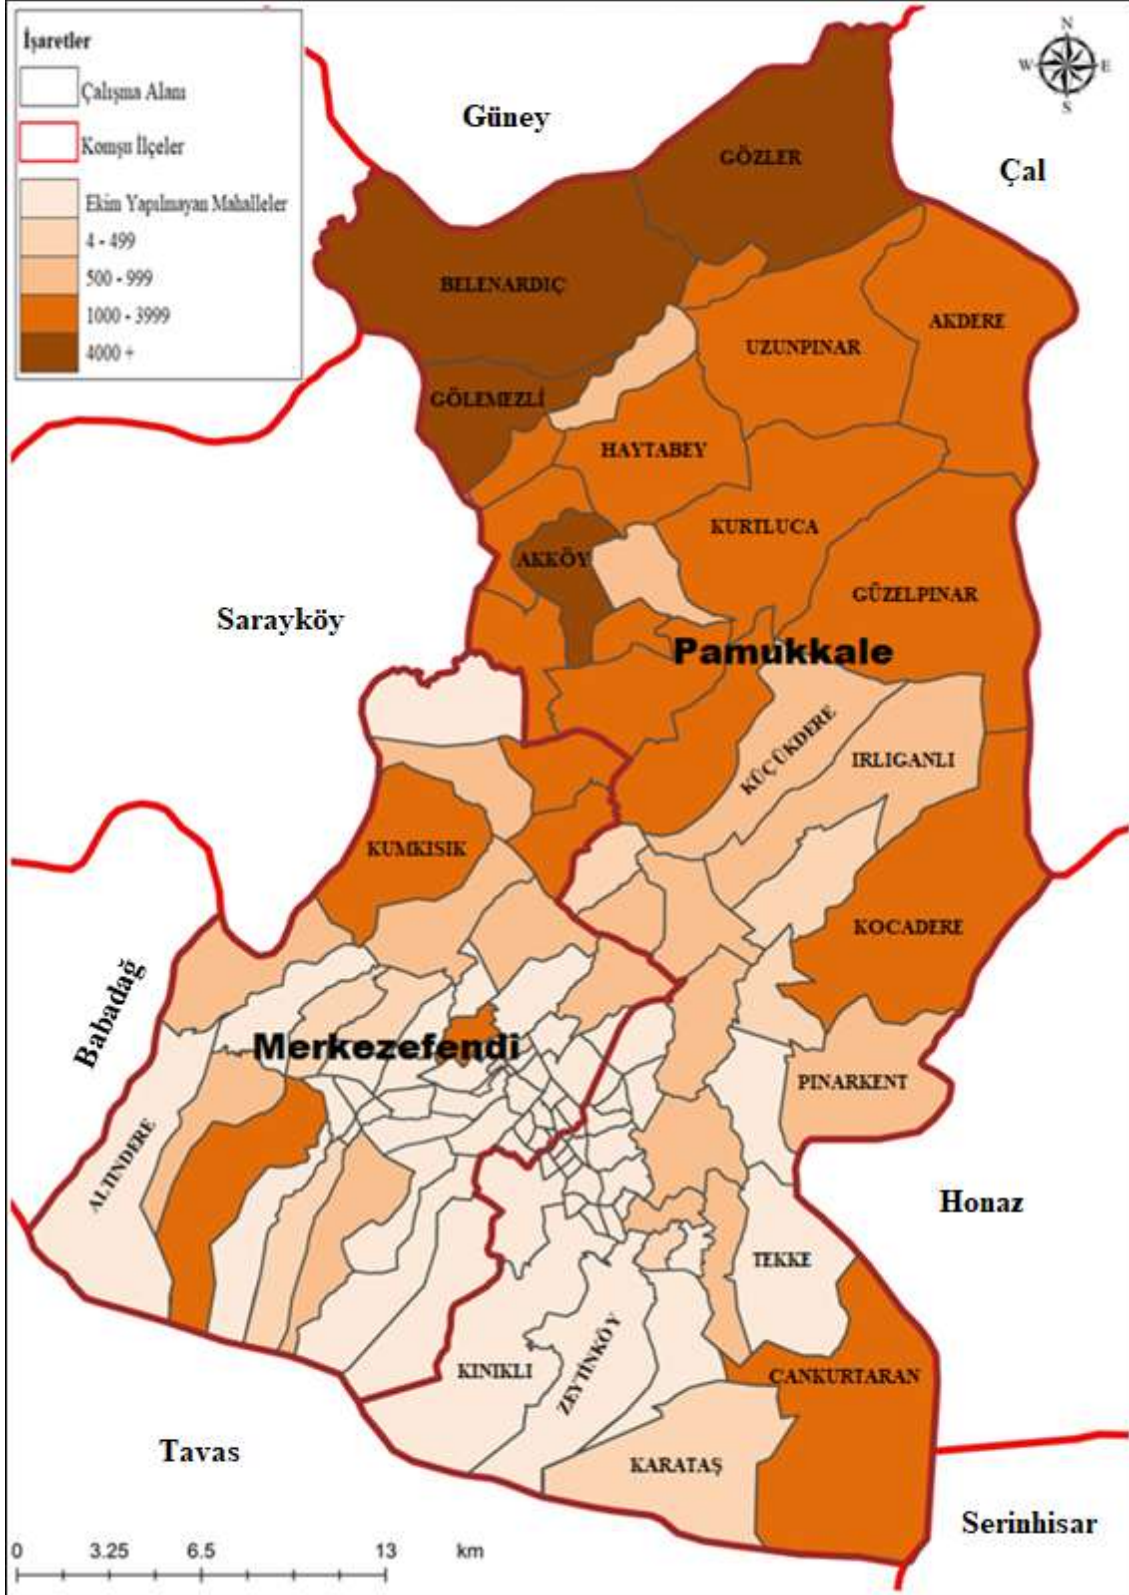 İşaretler
Çalışma Alanı
Komşu İlçeler
Ekim Yapılmayan Mahalleler
4 - 499
500 - 999
1000 - 3999
4000 +
N
W
E
S
Güney
Çal
GÖZLER
BELENARDIÇ
AKDERE
UZUNPINAR
GÖLEMEZLİ
HAYTABEY
KURTLUCA
AKKÖY
GÜZELPINAR
Sarayköy
Pamukkale
KÜÇÜKDERE
IRLIGANLI
KUMKISIK
KOCADERE
Babadağ
Merkezefendi
PINARKENT
ALTINDERE
Honaz
TEKKE
KINIKLI
ZEYTİNKÖY
CANKURTARAN
Tavas
KARATAŞ
Serinhisar
0 3.25 6.5 13 km